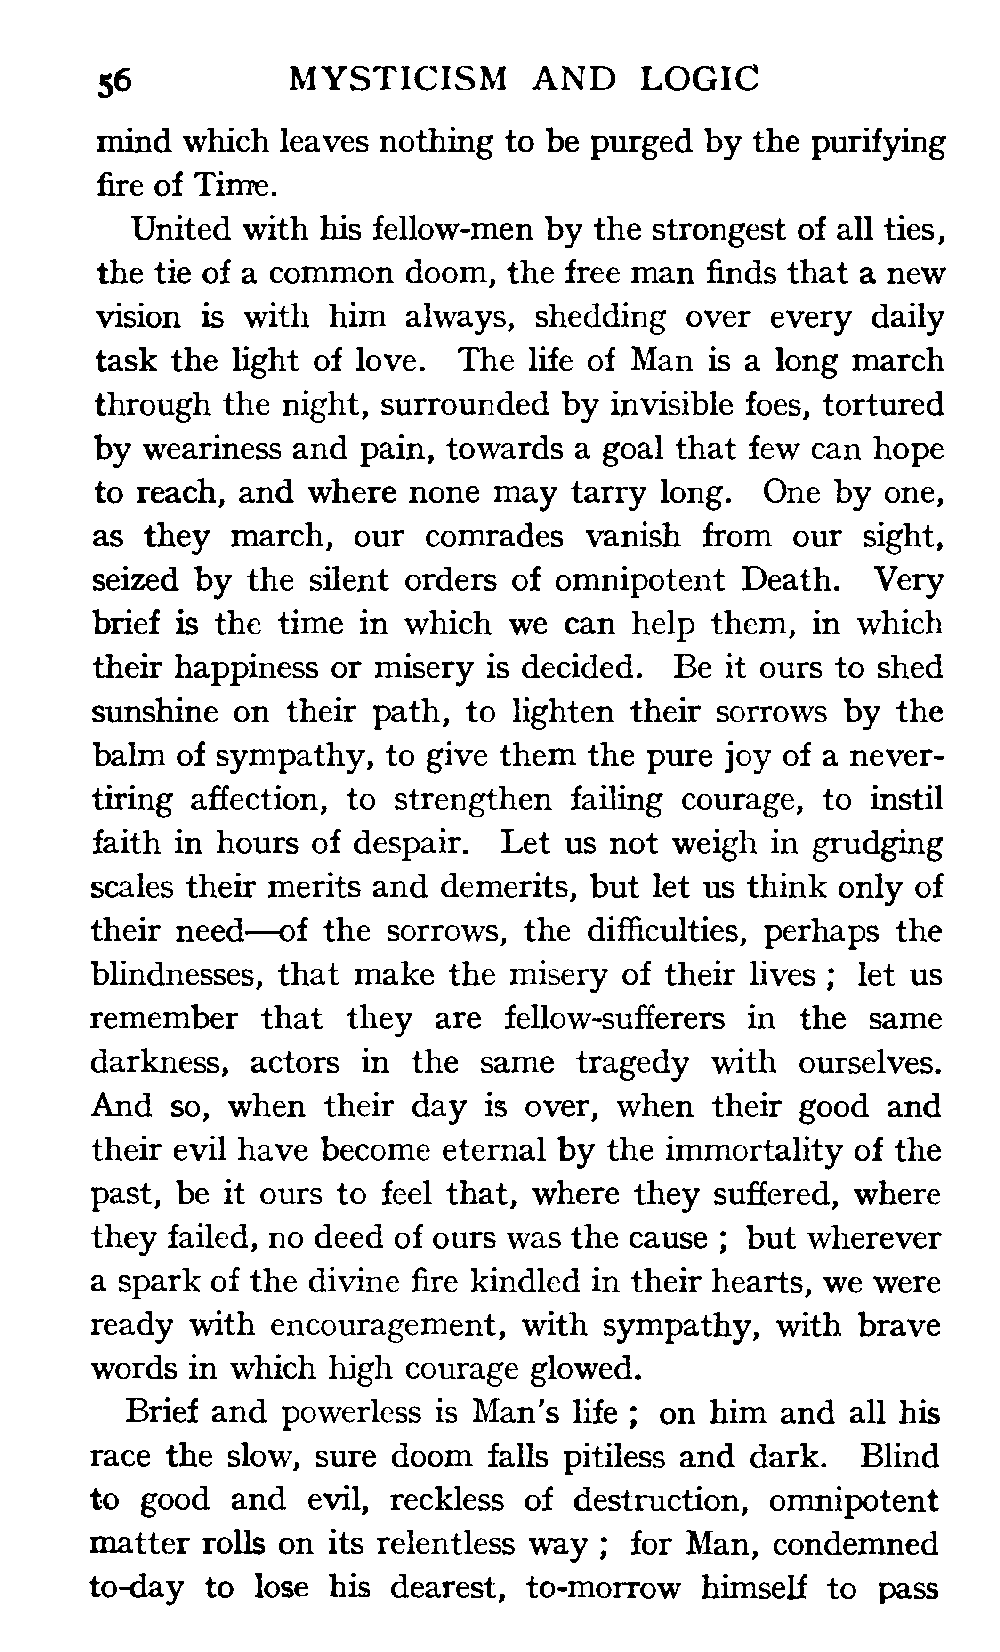 56 MYSTICISM AND LOGIC
mind which leaves nothing to be purged by the purifying
fire of Time.
United with his fellow-men by the strongest of all ties,
the tie of a common doom, the free man finds that a new
vision is with him always, shedding over every daily
task the light of love. The life of Man is a long march
through the night, surrounded by invisible foes, tortured
by weariness and pain, towards a goal that few can hope
to reach, and where none may tarry long. One by one,
as they march, our comrades vanish from our sight,
seized by the silent orders of omnipotent Death. Very
brief is the time in which we can help them, in which
their happiness or misery is decided. Be it ours to shed
sunshine on their path, to lighten their sorrows by the
balm of sympathy, to give them the pure joy of a never-
tiring affection, to strengthen failing courage, to instil
faith in hours of despair. Let us not weigh in grudging
scales their merits and demerits, but let us think only of
their need—of the sorrows, the difficulties, perhaps the
blindnesses, that make the misery of their lives ; let us
remember that they are fellow-sufferers in the same
darkness, actors in the same tragedy with ourselves.
And so, when their day is over, when their good and
their evil have become eternal by the immortality of the
past, be it ours to feel that, where they suffered, where
they failed, no deed of ours was the cause ; but wherever
a spark of the divine fire kindled in their hearts, we were
ready with encouragement, with sympathy, with brave
words in which high courage glowed.
Brief and powerless is Man's life ; on him and all his
race the slow, sure doom falls pitiless and dark. Blind
to good and evil, reckless of destruction, omnipotent
matter rolls on its relentless way ; for Man, condemned
to-day to lose his dearest, to-morrow himself to pass